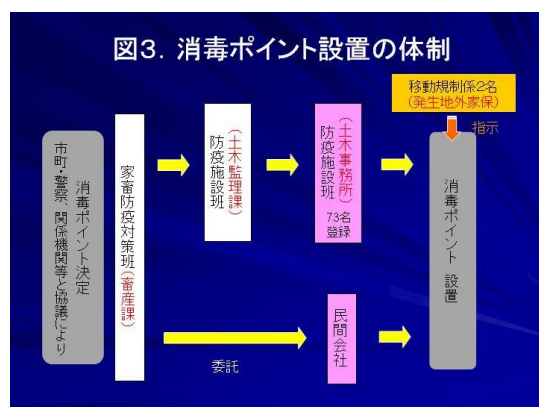 図3．消毒ポイント設置の体制
移動規制係2名
(発生地外家保)
指示
市町・警察、関係機関等と協議により
消毒ポイント決定
家畜防疫対策班(畜産課)
防疫施設班
(土木監理課)
防疫施設班
(土木事務所)
73名
登録
消毒ポイント 設置
委託
民間会社